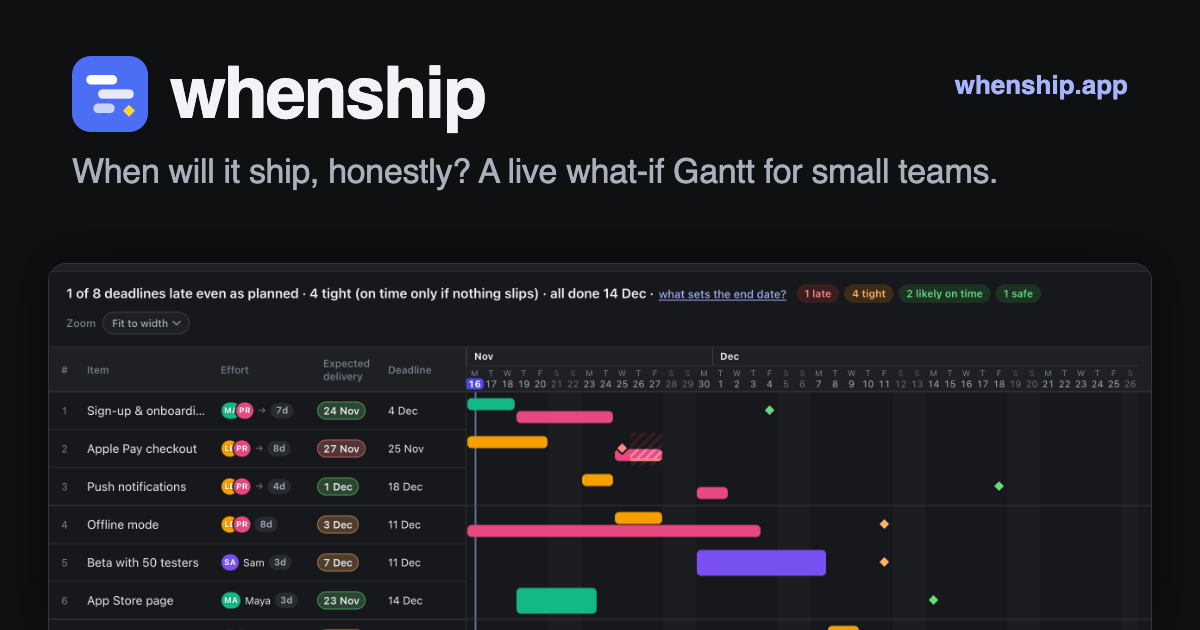 whenship
whenship.app
When will it ship, honestly? A live what-if Gantt for small teams.
1 of 8 deadlines late even as planned · 4 tight (on time only if nothing slips) · all done 14 Dec · what sets the end date? 1 late 4 tight 2 likely on time 1 safe
Zoom Fit to width
Nov Dec
# Item Effort Expected delivery Deadline
M T W T F S S M T W T F S S M T W T F S S M T W T F S S M T W T F S S M T W T F S
16 17 18 19 20 21 22 23 24 25 26 27 28 29 30 1 2 3 4 5 6 7 8 9 10 11 12 13 14 15 16 17 18 19 20 21 22 23 24 25 26
1 Sign-up & onboardi... MA PR → 7d 24 Nov 4 Dec
2 Apple Pay checkout PR → 8d 27 Nov 25 Nov
3 Push notifications PR → 4d 1 Dec 18 Dec
4 Offline mode PR 8d 3 Dec 11 Dec
5 Beta with 50 testers SA Sam 3d 7 Dec 11 Dec
6 App Store page MA Maya 3d 23 Nov 14 Dec